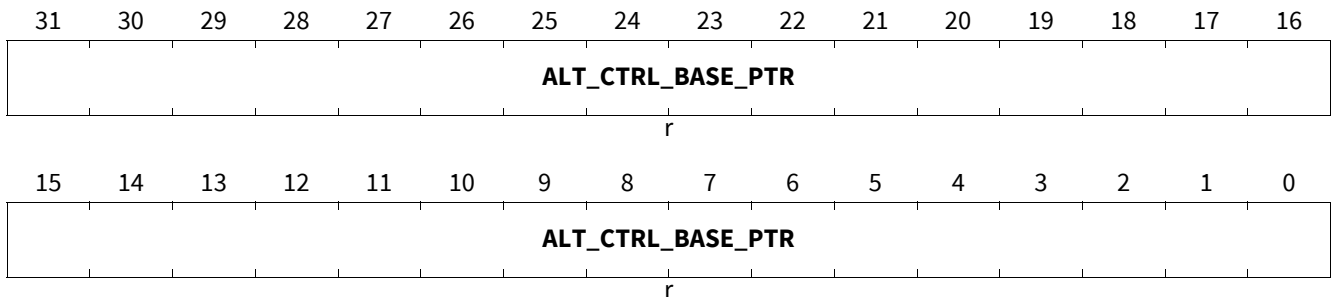 31 30 29 28 27 26 25 24 23 22 21 20 19 18 17 16
ALT_CTRL_BASE_PTR
r
15 14 13 12 11 10 9 8 7 6 5 4 3 2 1 0
ALT_CTRL_BASE_PTR
r